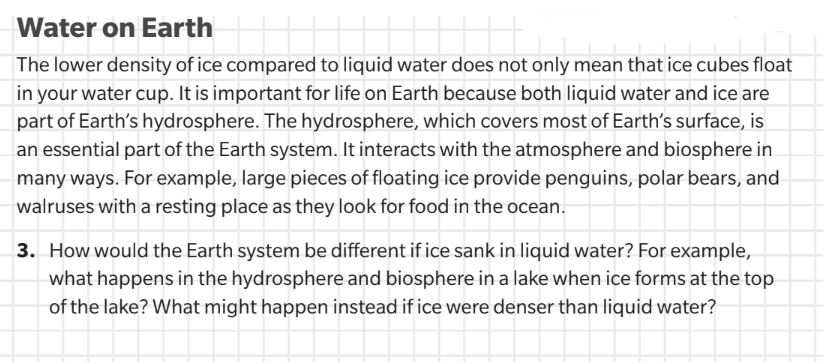 Water on Earth
The lower density of ice compared to liquid water does not only mean that ice cubes float
in your water cup. It is important for life on Earth because both liquid water and ice are
part of Earth's hydrosphere. The hydrosphere, which covers most of Earth's surface, is
an essential part of the Earth system. It interacts with the atmosphere and biosphere in
many ways. For example, large pieces of floating ice provide penguins, polar bears, and
walruses with a resting place as they look for food in the ocean.
3. How would the Earth system be different if ice sank in liquid water? For example,
what happens in the hydrosphere and biosphere in a lake when ice forms at the top
of the lake? What might happen instead if ice were denser than liquid water?